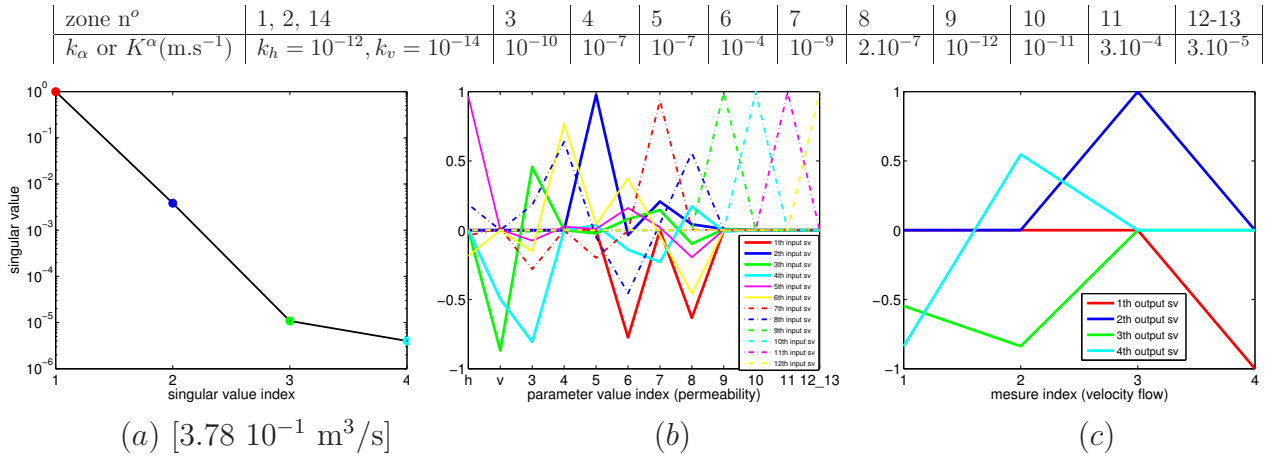 zone nᵒ 1, 2, 14 3 4 5 6 7 8 9 10 11 12-13
k_α or K^α(m.s⁻¹) k_h = 10⁻¹², k_v = 10⁻¹⁴ 10⁻¹⁰ 10⁻⁷ 10⁻⁷ 10⁻⁴ 10⁻⁹ 2.10⁻⁷ 10⁻¹² 10⁻¹¹ 3.10⁻⁴ 3.10⁻⁵
10⁰
10⁻¹
10⁻²
10⁻³
10⁻⁴
10⁻⁵
10⁻⁶
singular value
1 2 3 4
singular value index
(a) [3.78 10⁻¹ m³/s]
1
0.5
0
−0.5
−1
1th input sv
2th input sv
3th input sv
4th input sv
5th input sv
6th input sv
7th input sv
8th input sv
9th input sv
10th input sv
11th input sv
12th input sv
h v 3 4 5 6 7 8 9 10 11 12_13
parameter value index (permeability)
(b)
1
0.5
0
−0.5
−1
1th output sv
2th output sv
3th output sv
4th output sv
1 2 3 4
mesure index (velocity flow)
(c)